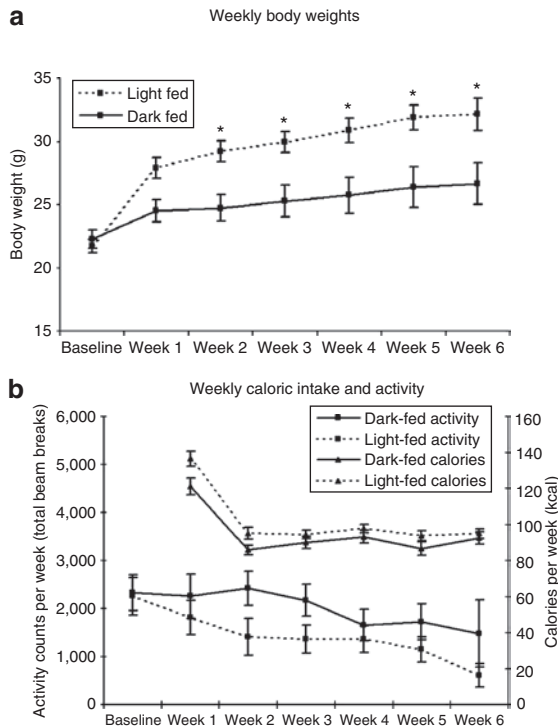 a
Weekly body weights
Body weight (g)
35
30
25
20
15
Light fed
Dark fed
* * * * *
Baseline Week 1 Week 2 Week 3 Week 4 Week 5 Week 6
b
Weekly caloric intake and activity
Activity counts per week (total beam breaks)
6,000
5,000
4,000
3,000
2,000
1,000
0
Dark-fed activity
Light-fed activity
Dark-fed calories
Light-fed calories
160
140
120
100
80
60
40
20
0
Calories per week (kcal)
Baseline Week 1 Week 2 Week 3 Week 4 Week 5 Week 6